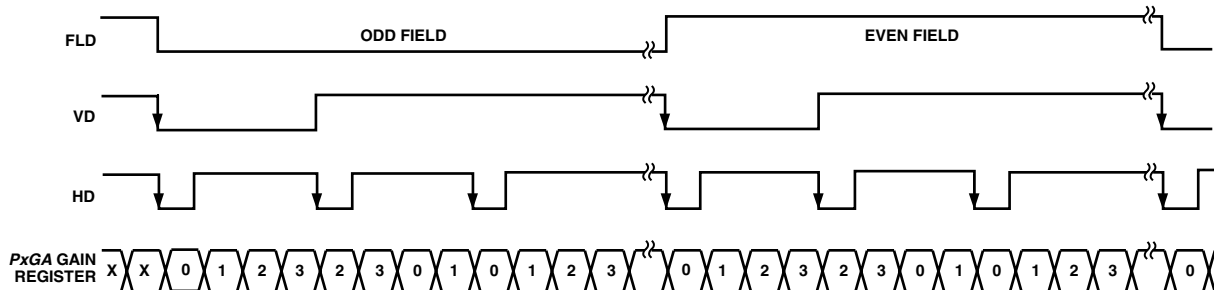 FLD ODD FIELD EVEN FIELD
VD
HD
PxGA GAIN
REGISTER X X 0 1 2 3 2 3 0 1 0 1 2 3 0 1 2 3 2 3 0 1 0 1 2 3 0